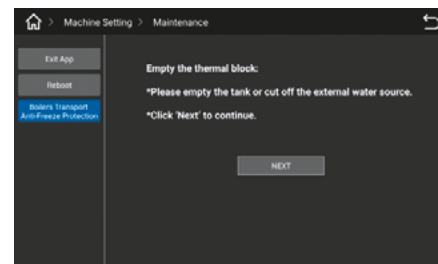 > Machine Setting > Maintenance
Exit App
Reboot
Boilers Transport
Anti-Freeze Protection
Empty the thermal block:
*Please empty the tank or cut off the external water source.
*Click 'Next' to continue.
NEXT